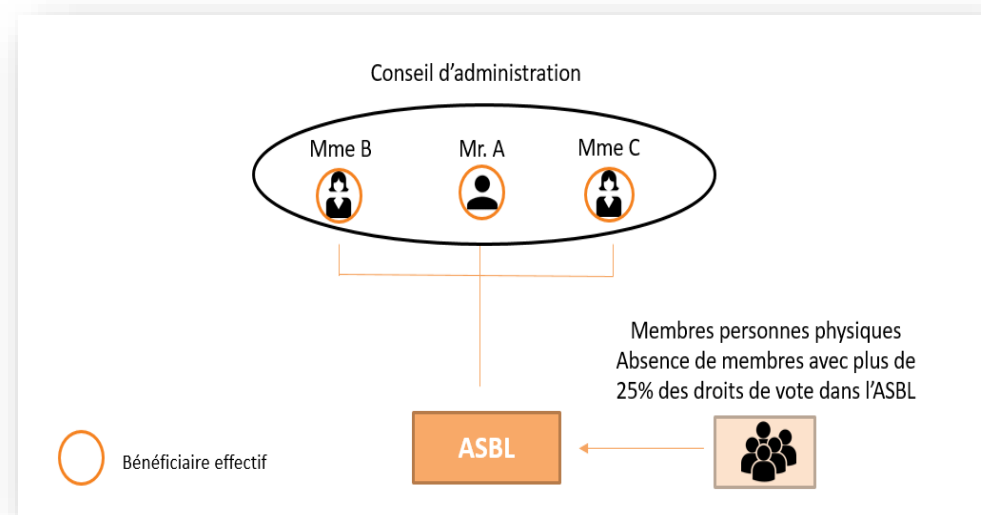 Conseil d'administration
Mme B
Mr. A
Mme C
Membres personnes physiques
Absence de membres avec plus de
25% des droits de vote dans l'ASBL
ASBL
Bénéficiaire effectif